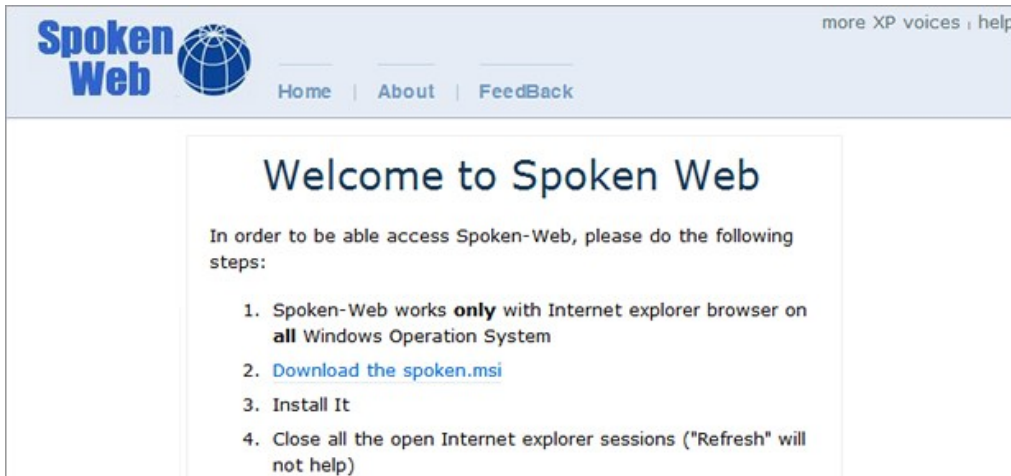 more XP voices | help
Spoken
Web
Home | About | FeedBack
Welcome to Spoken Web
In order to be able access Spoken-Web, please do the following
steps:
1. Spoken-Web works only with Internet explorer browser on
all Windows Operation System
2. Download the spoken.msi
3. Install It
4. Close all the open Internet explorer sessions ("Refresh" will
not help)